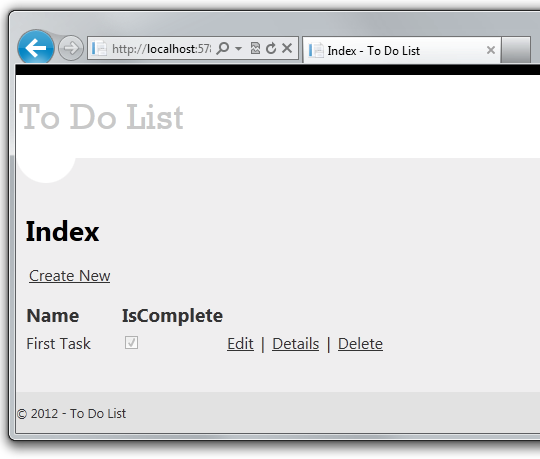 http://localhost:578
Index - To Do List
To Do List
Index
Create New
Name IsComplete
First Task Edit | Details | Delete
© 2012 - To Do List